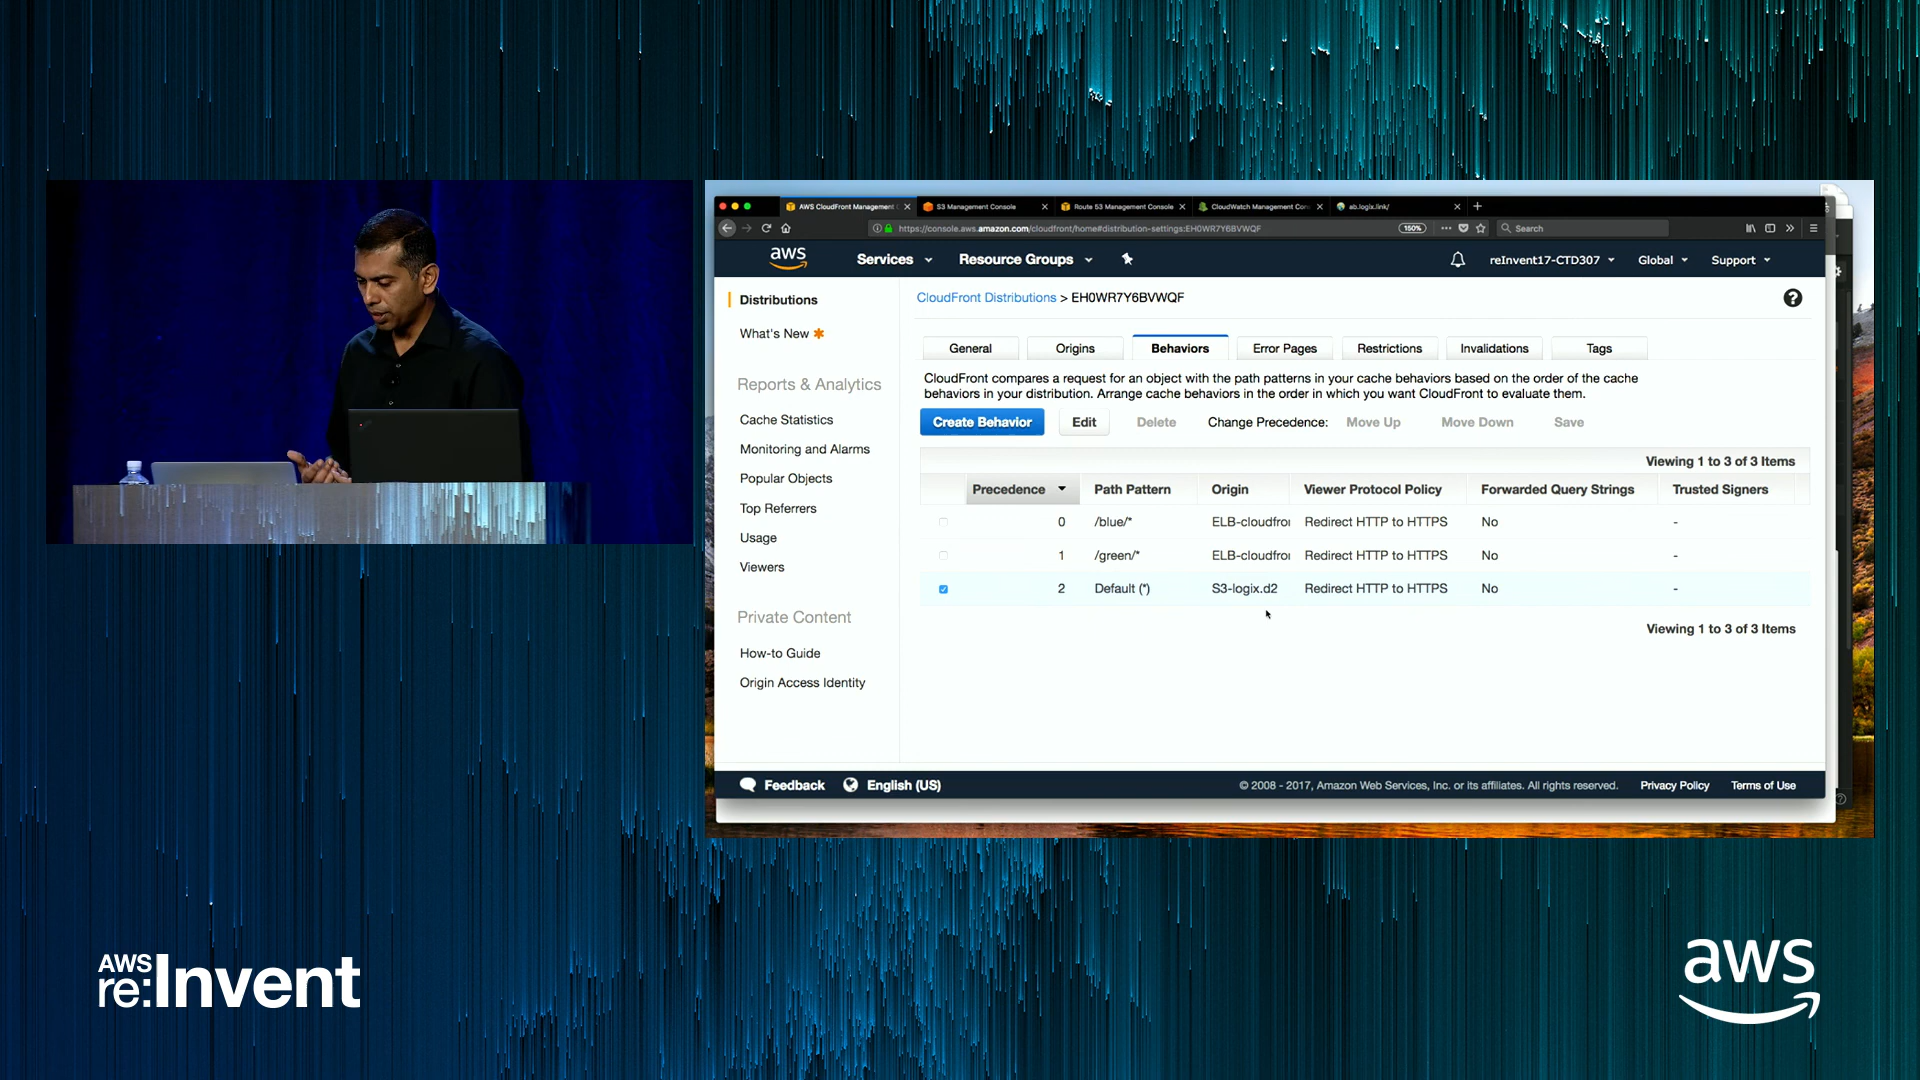 AWS CloudFront Management
S3 Management Console
Route 53 Management Console
CloudWatch Management Con
ab.logix.link/
https://console.aws.amazon.com/cloudfront/home#distribution-settings:EH0WR7Y6BVWQF
150%
Search
aws
Services
Resource Groups
reInvent17-CTD307
Global
Support
Distributions
What's New
Reports & Analytics
Cache Statistics
Monitoring and Alarms
Popular Objects
Top Referrers
Usage
Viewers
Private Content
How-to Guide
Origin Access Identity
CloudFront Distributions > EH0WR7Y6BVWQF
General
Origins
Behaviors
Error Pages
Restrictions
Invalidations
Tags
CloudFront compares a request for an object with the path patterns in your cache behaviors based on the order of the cache
behaviors in your distribution. Arrange cache behaviors in the order in which you want CloudFront to evaluate them.
Create Behavior
Edit
Delete
Change Precedence:
Move Up
Move Down
Save
Viewing 1 to 3 of 3 Items
Precedence Path Pattern Origin Viewer Protocol Policy Forwarded Query Strings Trusted Signers
0 /blue/* ELB-cloudfro Redirect HTTP to HTTPS No -
1 /green/* ELB-cloudfro Redirect HTTP to HTTPS No -
2 Default (*) S3-logix.d2 Redirect HTTP to HTTPS No -
Viewing 1 to 3 of 3 Items
Feedback
English (US)
© 2008 - 2017, Amazon Web Services, Inc. or its affiliates. All rights reserved.
Privacy Policy
Terms of Use
AWS
re:Invent
aws